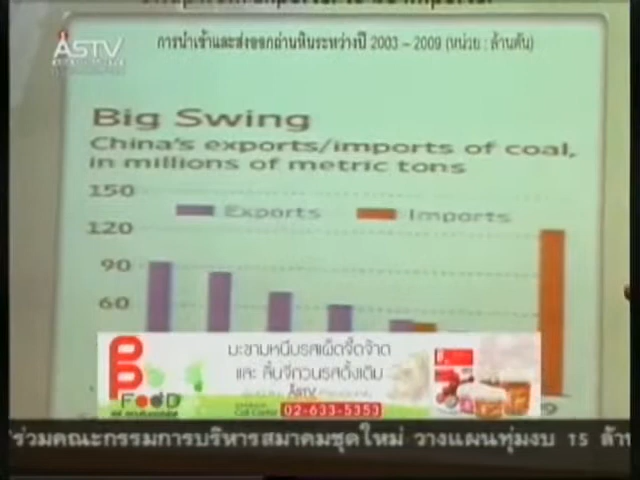 ASTV
การนำเข้าและส่งออกถ่านหินระหว่างปี 2003 – 2009 (หน่วย : ล้านตัน)
Big Swing
China's exports/imports of coal,
in millions of metric tons
150
Exports Imports
120
90
60
มะขามหนึบรสเผ็ดจี๊ดจ๊าด
และ ลิ้นจี่กวนรสดั้งเดิม
FOOD
ASTV
Call Center 02-633-5353
ร่วมคณะกรรมการบริหารสมาคมชุดใหม่ วางแผนทุ่มงบ 15 ล้าน